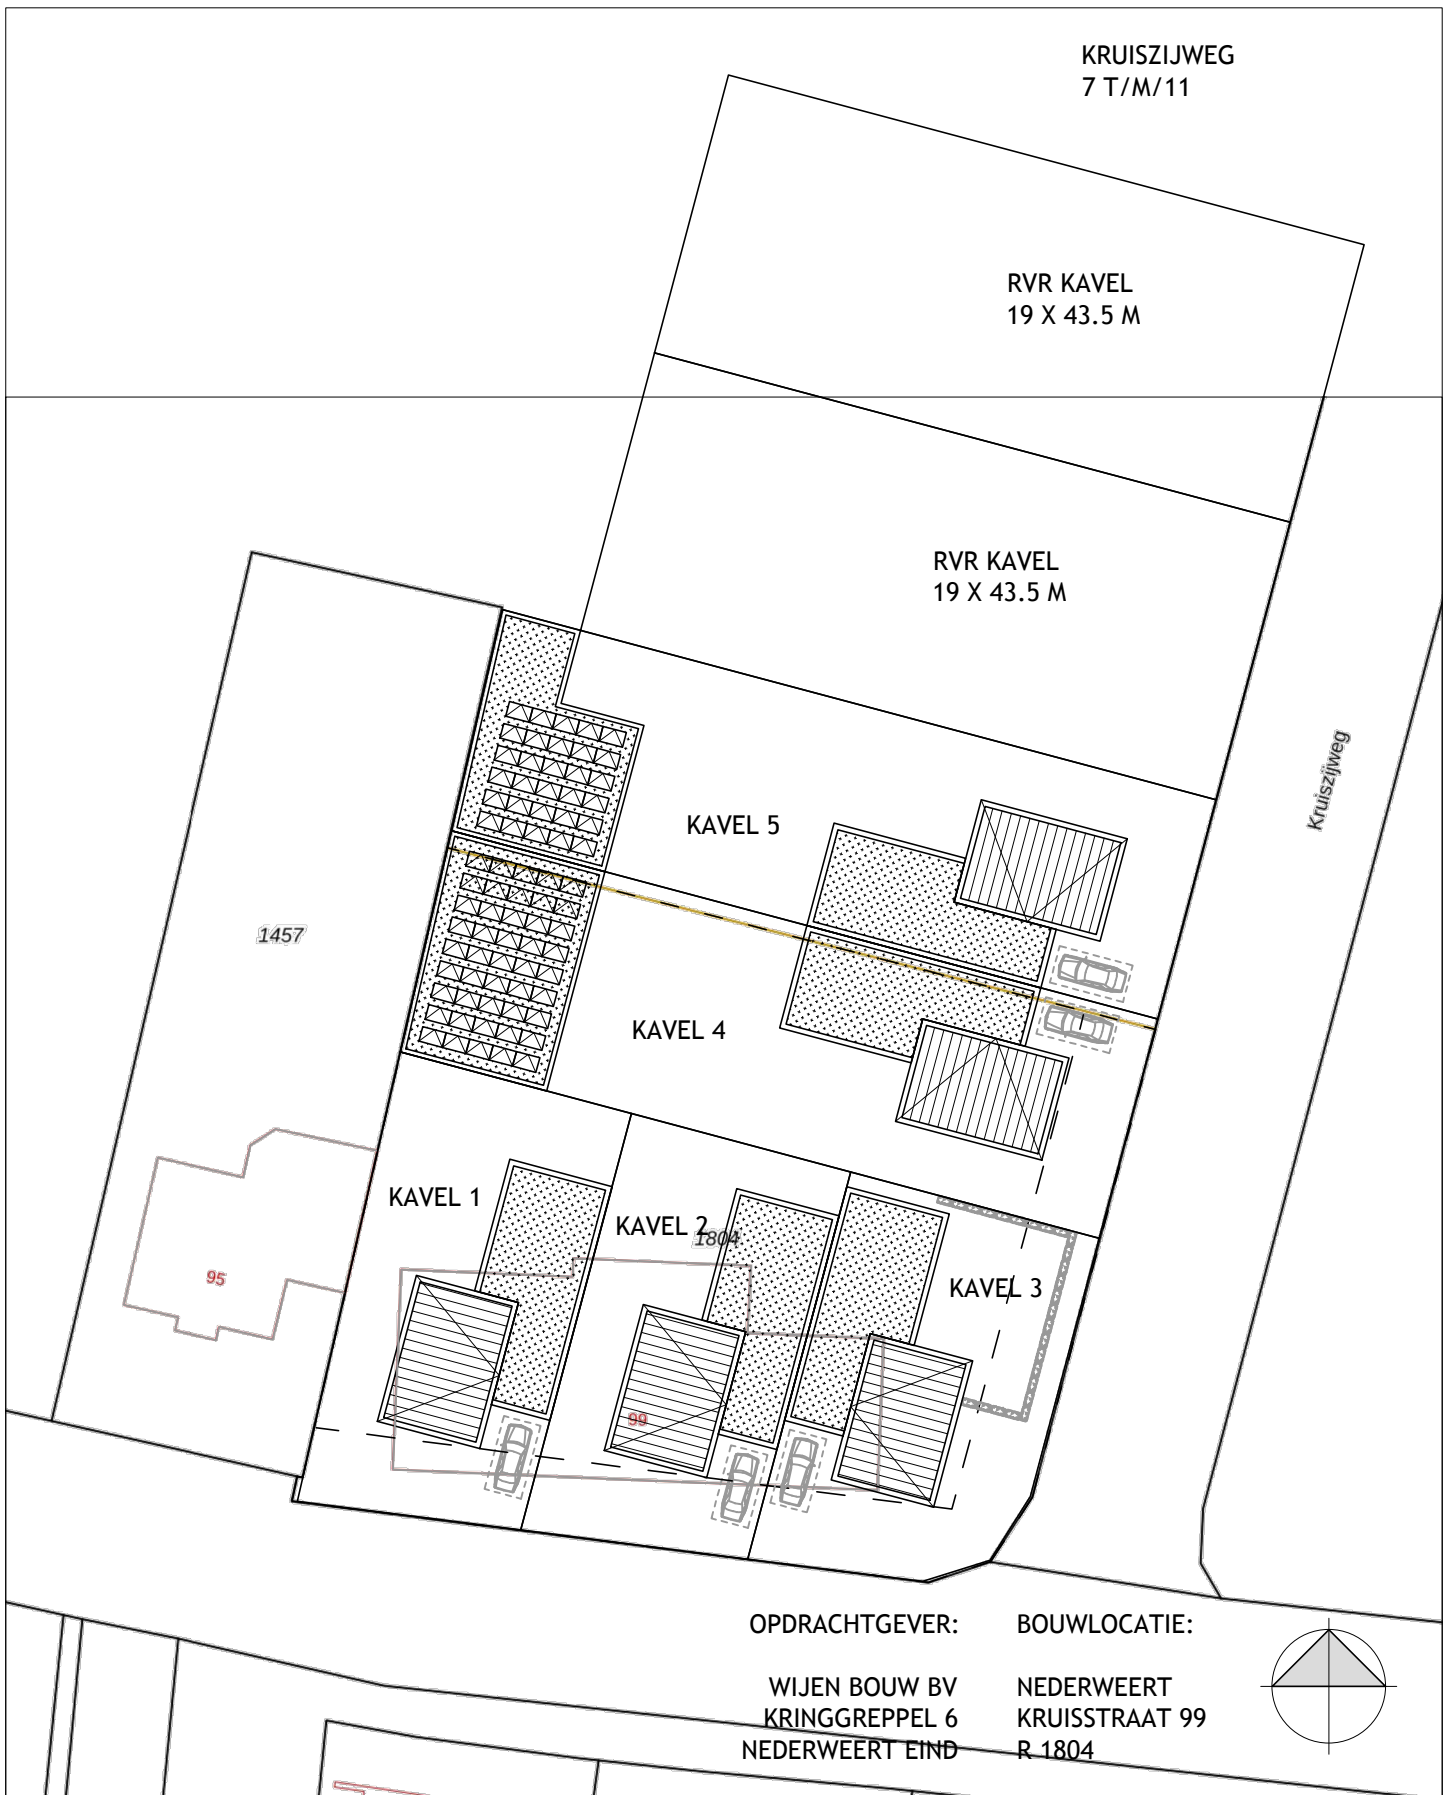 KRUISZIJWEG
7 T/M/11
RVR KAVEL
19 X 43.5 M
RVR KAVEL
19 X 43.5 M
Kruiszijweg
KAVEL 5
1457
KAVEL 4
KAVEL 1
KAVEL 2
1804
95
KAVEL 3
99
OPDRACHTGEVER:
WIJEN BOUW BV
KRINGGREPPEL 6
NEDERWEERT EIND
BOUWLOCATIE:
NEDERWEERT
KRUISSTRAAT 99
R 1804